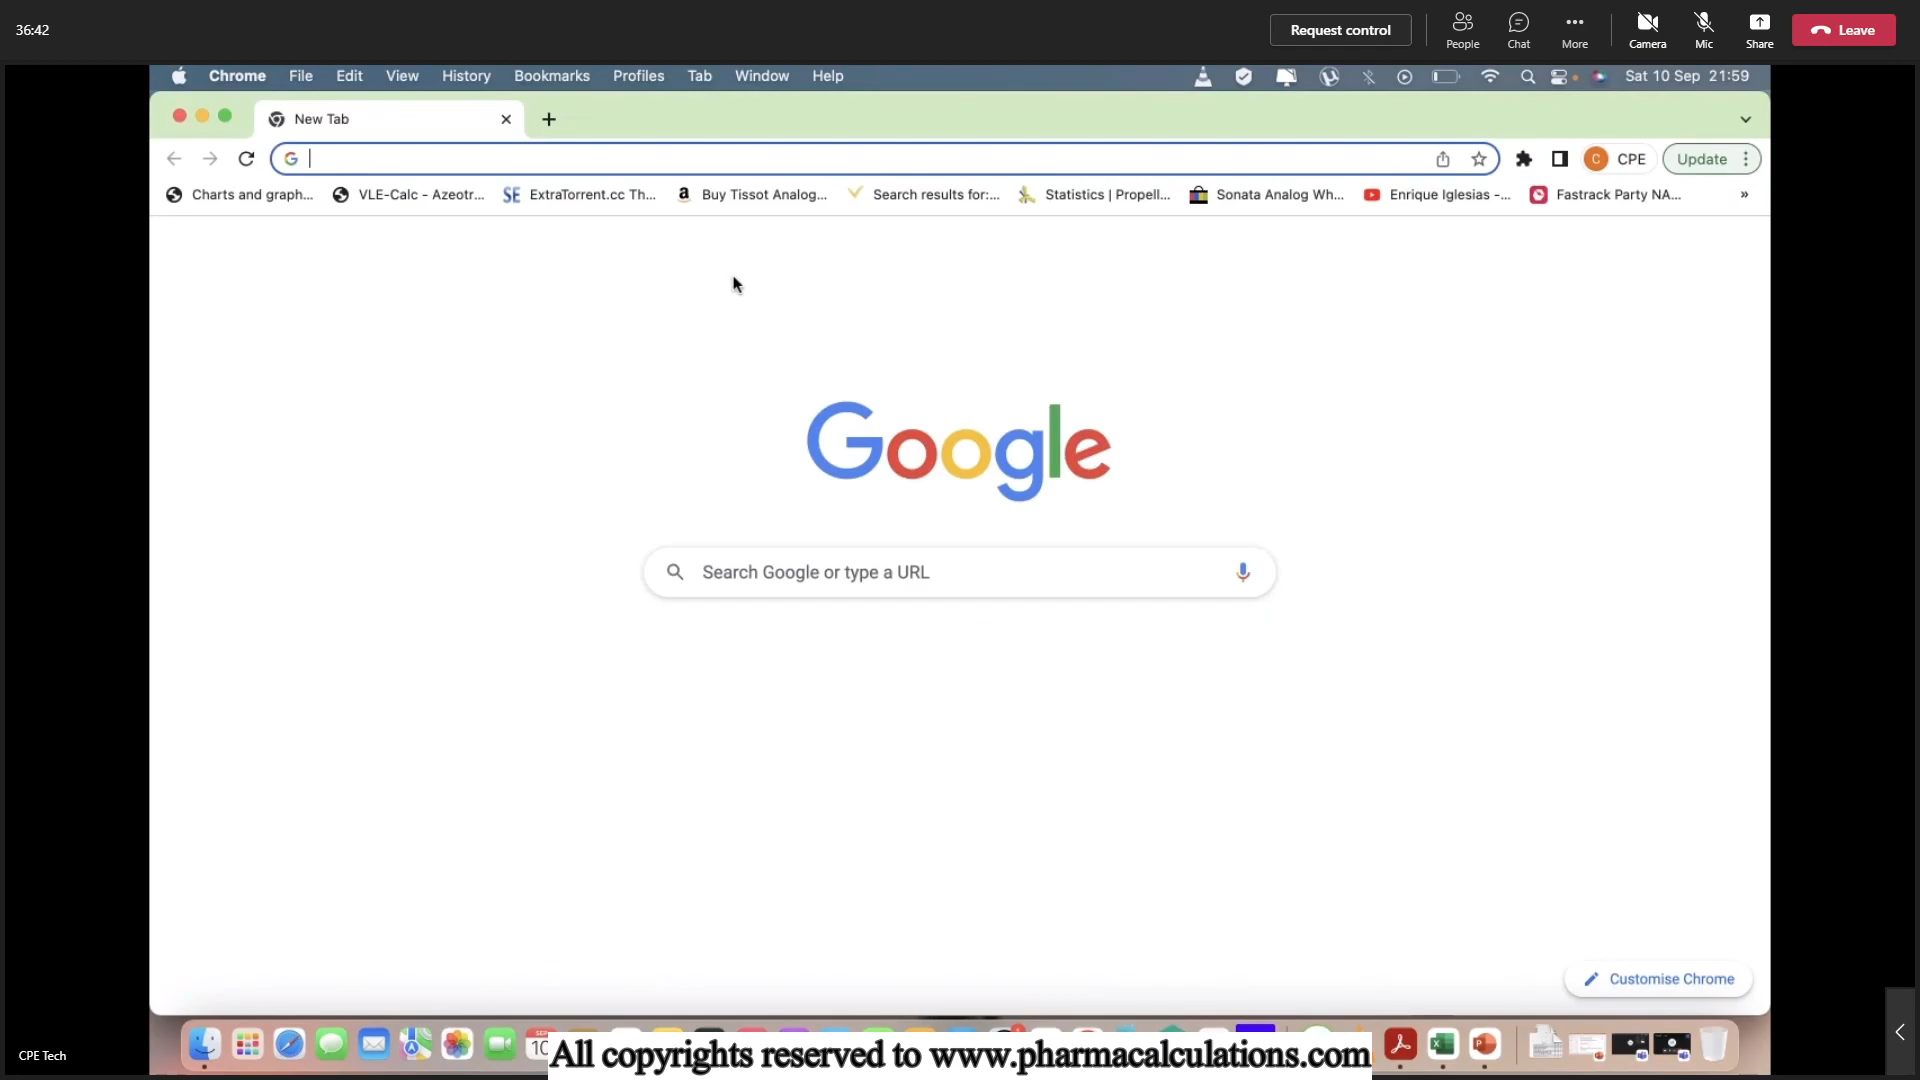 36:42
Request control
People
Chat
More
Camera
Mic
Share
Leave
Chrome File Edit View History Bookmarks Profiles Tab Window Help
Sat 10 Sep 21:59
New Tab
C CPE
Update
Charts and graph...
VLE-Calc - Azeotr...
SE ExtraTorrent.cc Th...
a Buy Tissot Analog...
Search results for:...
Statistics | Propell...
Sonata Analog Wh...
Enrique Iglesias -...
Fastrack Party NA...
»
Google
Search Google or type a URL
Customise Chrome
CPE Tech
All copyrights reserved to www.pharmacalculations.com